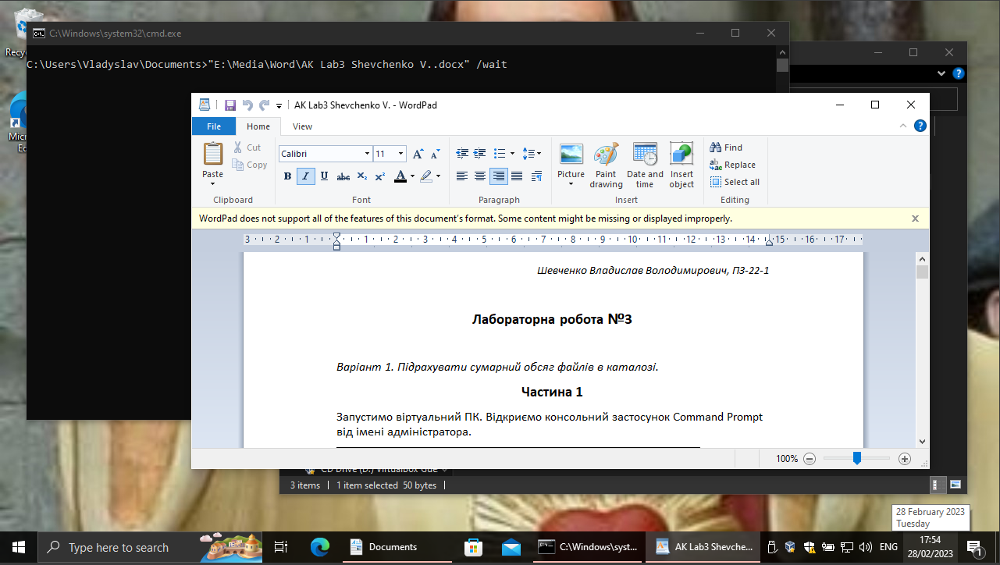 Recyc
C:\Windows\system32\cmd.exe
C:\Users\Vladyslav\Documents>"E:\Media\Word\AK Lab3 Shevchenko V..docx" /wait
Micr
Ed
AK Lab3 Shevchenko V. - WordPad
File Home View
Paste
Cut
Copy
Clipboard
Calibri 11
B I U abc X₂ X² A
Font
Paragraph
Picture
Paint drawing
Date and time
Insert object
Insert
Find
Replace
Select all
Editing
WordPad does not support all of the features of this document's format. Some content might be missing or displayed improperly.
3 2 1 1 2 3 4 5 6 7 8 9 10 11 12 13 14 15 16 17
Шевченко Владислав Володимирович, ПЗ-22-1
Лабораторна робота №3
Варіант 1. Підрахувати сумарний обсяг файлів в каталозі.
Частина 1
Запустимо віртуальний ПК. Відкриємо консольний застосунок Command Prompt
від імені адміністратора.
100%
CD Drive (D:) VirtualBox Gue
3 items 1 item selected 50 bytes
28 February 2023
Tuesday
Type here to search
Documents
C:\Windows\syst...
AK Lab3 Shevche...
ENG
17:54
28/02/2023
1